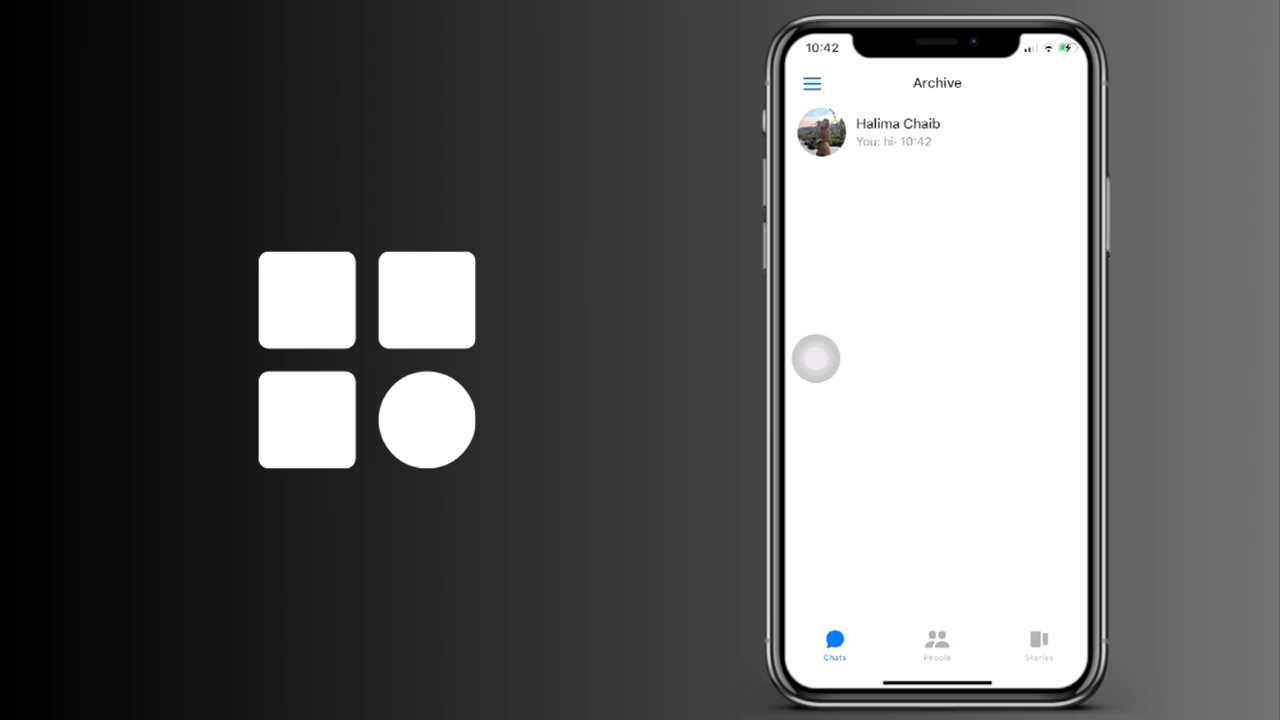 10:42
Archive
Halima Chaib
You: hi· 10:42
Chats
People
Stories